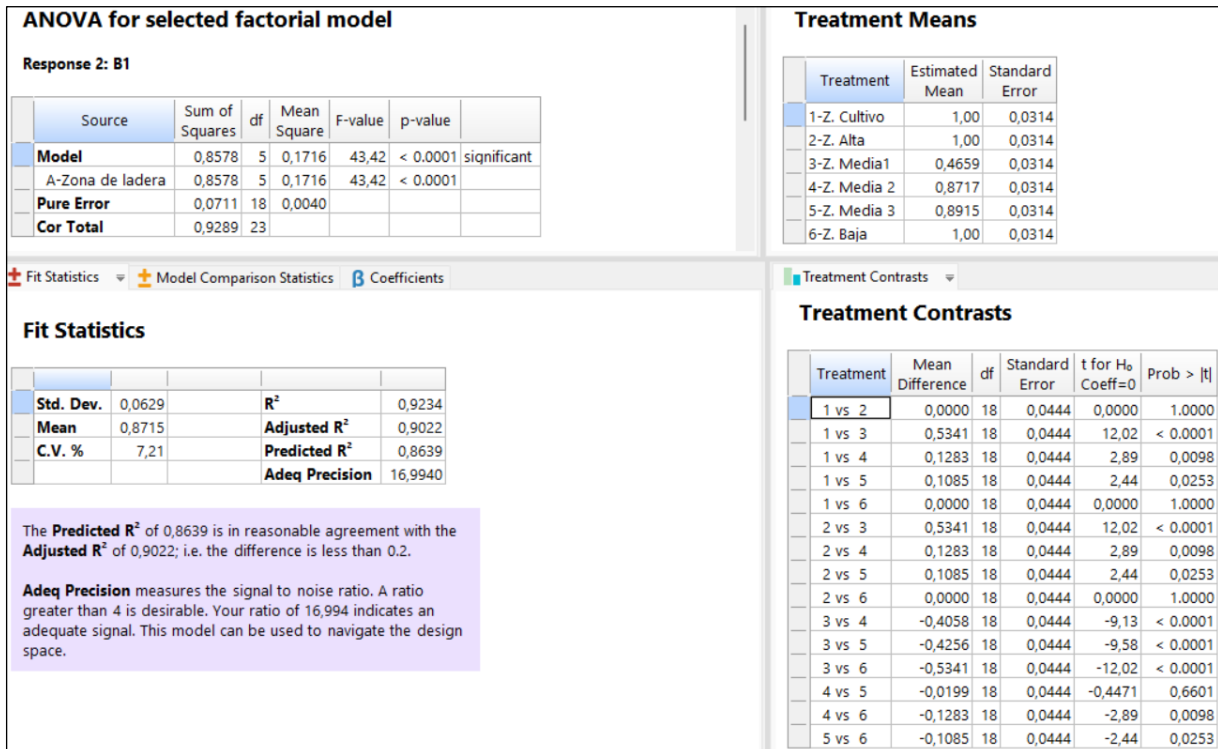 ANOVA for selected factorial model
Response 2: B1
Source Sum of Squares df Mean Square F-value p-value
Model 0,8578 5 0,1716 43,42 < 0.0001 significant
A-Zona de ladera 0,8578 5 0,1716 43,42 < 0.0001
Pure Error 0,0711 18 0,0040
Cor Total 0,9289 23
Treatment Means
Treatment Estimated Mean Standard Error
1-Z. Cultivo 1,00 0,0314
2-Z. Alta 1,00 0,0314
3-Z. Media1 0,4659 0,0314
4-Z. Media 2 0,8717 0,0314
5-Z. Media 3 0,8915 0,0314
6-Z. Baja 1,00 0,0314
Fit Statistics Model Comparison Statistics β Coefficients
Fit Statistics
Std. Dev. 0,0629 R² 0,9234
Mean 0,8715 Adjusted R² 0,9022
C.V. % 7,21 Predicted R² 0,8639
Adeq Precision 16,9940
The Predicted R² of 0,8639 is in reasonable agreement with the
Adjusted R² of 0,9022; i.e. the difference is less than 0.2.
Adeq Precision measures the signal to noise ratio. A ratio
greater than 4 is desirable. Your ratio of 16,994 indicates an
adequate signal. This model can be used to navigate the design
space.
Treatment Contrasts
Treatment Contrasts
Treatment Mean Difference df Standard Error t for H₀ Coeff=0 Prob > |t|
1 vs 2 0,0000 18 0,0444 0,0000 1.0000
1 vs 3 0,5341 18 0,0444 12,02 < 0.0001
1 vs 4 0,1283 18 0,0444 2,89 0,0098
1 vs 5 0,1085 18 0,0444 2,44 0,0253
1 vs 6 0,0000 18 0,0444 0,0000 1.0000
2 vs 3 0,5341 18 0,0444 12,02 < 0.0001
2 vs 4 0,1283 18 0,0444 2,89 0,0098
2 vs 5 0,1085 18 0,0444 2,44 0,0253
2 vs 6 0,0000 18 0,0444 0,0000 1.0000
3 vs 4 -0,4058 18 0,0444 -9,13 < 0.0001
3 vs 5 -0,4256 18 0,0444 -9,58 < 0.0001
3 vs 6 -0,5341 18 0,0444 -12,02 < 0.0001
4 vs 5 -0,0199 18 0,0444 -0,4471 0,6601
4 vs 6 -0,1283 18 0,0444 -2,89 0,0098
5 vs 6 -0,1085 18 0,0444 -2,44 0,0253